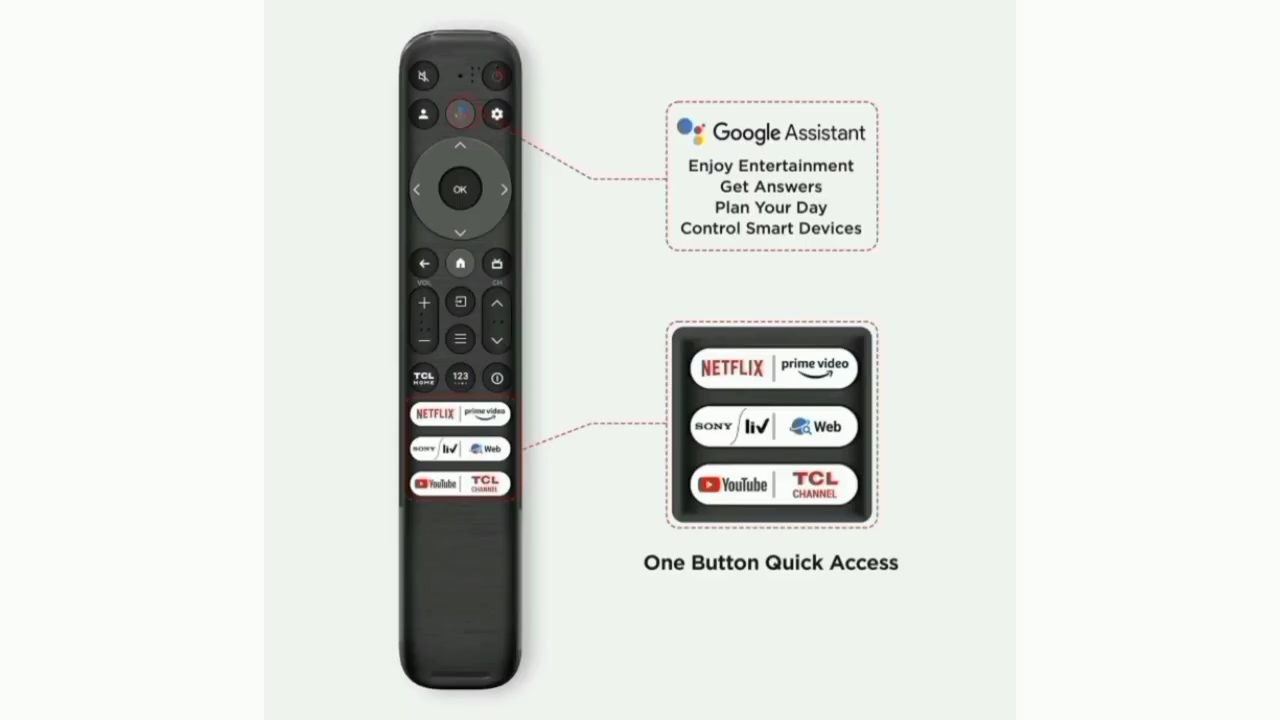 OK
VOL
CH
TCL
HOME
123
NETFLIX prime video
SONY liv Web
YouTube TCL
CHANNEL
Google Assistant
Enjoy Entertainment
Get Answers
Plan Your Day
Control Smart Devices
NETFLIX prime video
SONY liv Web
YouTube TCL
CHANNEL
One Button Quick Access